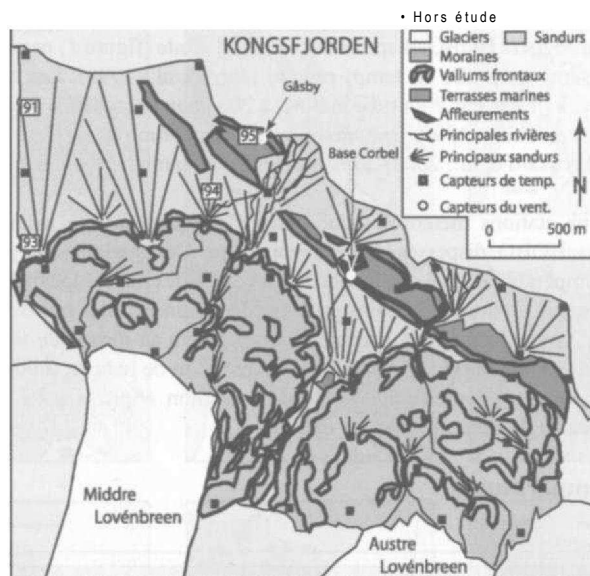 • Hors étude
Glaciers
Sandurs
Moraines
Vallums frontaux
Terrasses marines
Affleurements
Principales rivières
Principaux sandurs
Capteurs de temp.
Capteurs du vent.
N
500 m
KONGSFJORDEN
Gåsby
91
95
Base Corbel
94
93
Middre
Lovénbreen
Austre
Lovénbreen